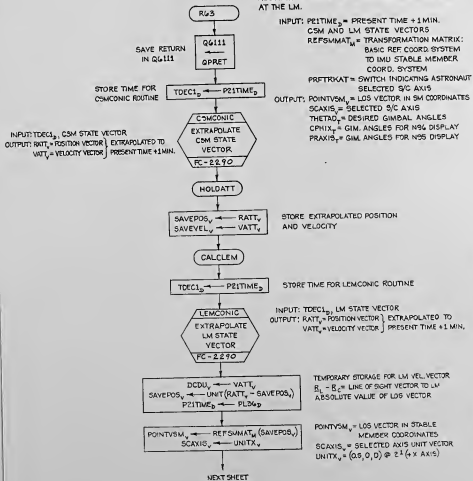 AT THE LM.
R63
INPUT: PE1TIME_D = PRESENT TIME + 1 MIN.
CSM AND LM STATE VECTORS
REFSMMAT_M = TRANSFORMATION MATRIX:
BASIC REF. COORD. SYSTEM
TO IMU STABLE MEMBER
COORD. SYSTEM
PRFTRKAT = SWITCH INDICATING ASTRONAUT
SELECTED S/C AXIS
OUTPUT: POINTVSM_V = LOS VECTOR IN SM COORDINATES
SCAXIS_V = SELECTED S/C AXIS
THETAD_T = DESIRED GIMBAL ANGLES
CPHIX_T = GIM. ANGLES FOR N96 DISPLAY
PRAXIS_T = GIM. ANGLES FOR N95 DISPLAY
SAVE RETURN
IN Q6111
Q6111
QPRET
STORE TIME FOR
CSMCONIC ROUTINE
TDEC1_D ← P21TIME_D
INPUT: TDEC1_D, CSM STATE VECTOR
OUTPUT: RATT_V = POSITION VECTOR } EXTRAPOLATED TO
VATT_V = VELOCITY VECTOR } PRESENT TIME + 1 MIN.
CSMCONIC
EXTRAPOLATE
CSM STATE
VECTOR
FC-2290
HOLDATT
SAVEPOS_V ← RATT_V
SAVEVEL_V ← VATT_V
STORE EXTRAPOLATED POSITION
AND VELOCITY
CALCLEM
TDEC1_D ← P21TIME_D
STORE TIME FOR LEMCONIC ROUTINE
LEMCONIC
EXTRAPOLATE
LM STATE
VECTOR
FC-2290
INPUT: TDEC1_D, LM STATE VECTOR
OUTPUT: RATT_V = POSITION VECTOR } EXTRAPOLATED TO
VATT_V = VELOCITY VECTOR } PRESENT TIME + 1 MIN.
DCDU_V ← VATT_V
SAVEPOS_V ← UNIT(RATT_V - SAVEPOS_V)
P21TIME_D ← PL36_D
TEMPORARY STORAGE FOR LM VEL. VECTOR
R_L - R_C = LINE OF SIGHT VECTOR TO LM
ABSOLUTE VALUE OF LOS VECTOR
POINTVSM_V ← REFSMMAT_M (SAVEPOS_V)
SCAXIS_V ← UNITX_V
POINTVSM_V = LOS VECTOR IN STABLE
MEMBER COORDINATES
SCAXIS_V = SELECTED AXIS UNIT VECTOR
UNITX_V = (0.5, 0, 0) @ 2¹ (+ X AXIS)
NEXT SHEET